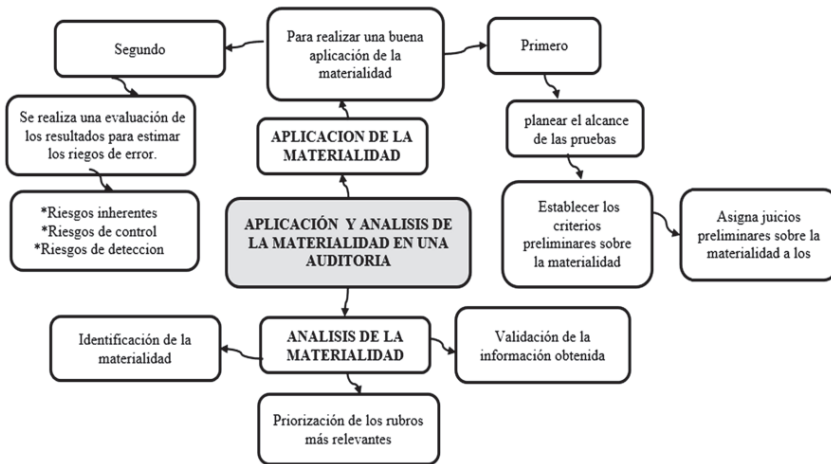 Segundo
Para realizar una buena
aplicación de la
materialidad
Primero
Se realiza una evaluación de
los resultados para estimar
los riegos de error.
APLICACION DE LA
MATERIALIDAD
planear el alcance
de las pruebas
*Riesgos inherentes
*Riesgos de control
*Riesgos de deteccion
APLICACIÓN Y ANALISIS DE
LA MATERIALIDAD EN UNA
AUDITORIA
Establecer los
criterios
preliminares sobre
la materialidad
Asigna juicios
preliminares sobre la
materialidad a los
Identificación de la
materialidad
ANALISIS DE LA
MATERIALIDAD
Validación de la
información obtenida
Priorización de los rubros
más relevantes